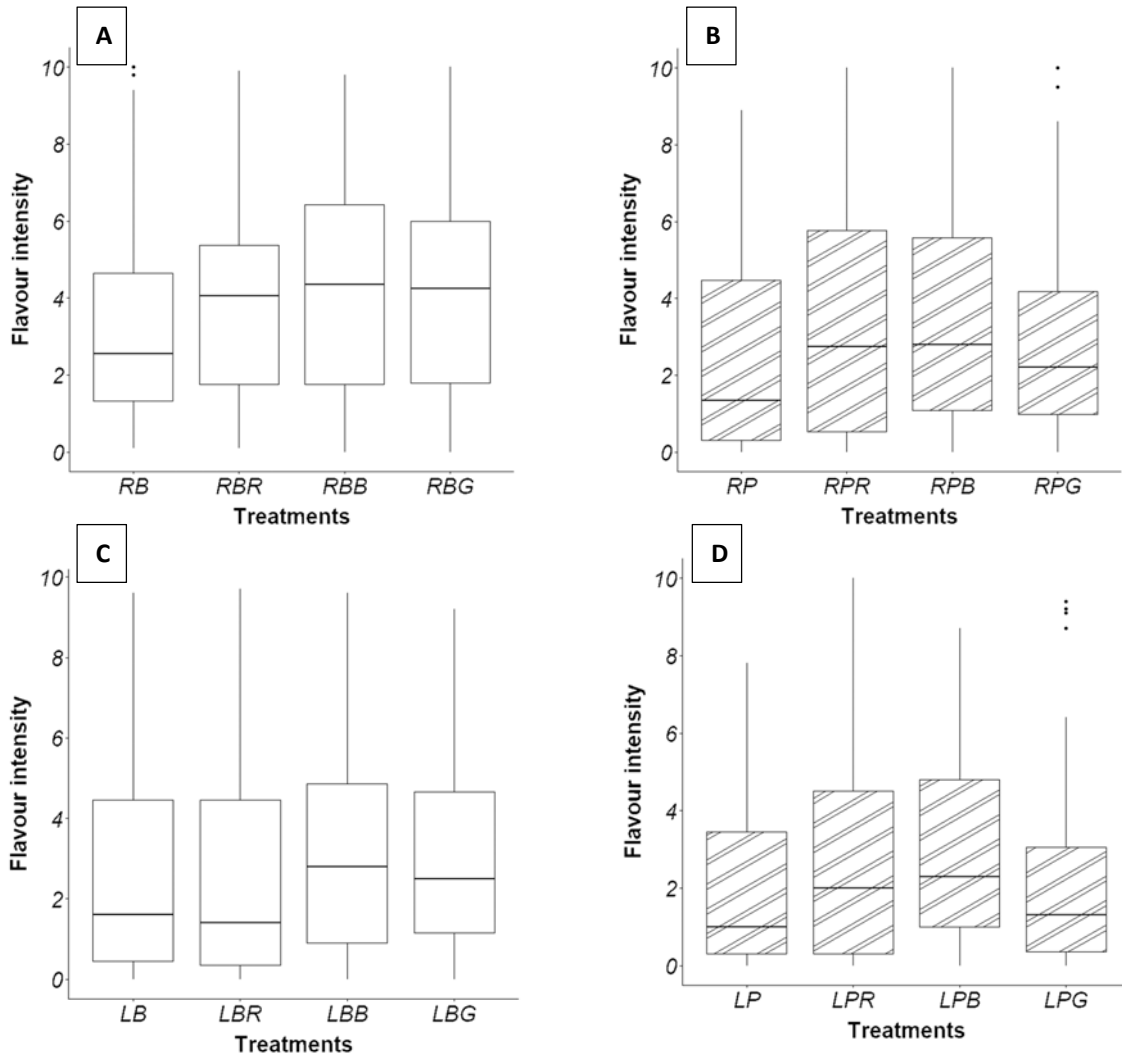 A
Flavour intensity
10
8
6
4
2
0
RB RBR RBB RBG
Treatments
B
Flavour intensity
10
8
6
4
2
0
RP RPR RPB RPG
Treatments
C
Flavour intensity
10
8
6
4
2
0
LB LBR LBB LBG
Treatments
D
Flavour intensity
10
8
6
4
2
0
LP LPR LPB LPG
Treatments